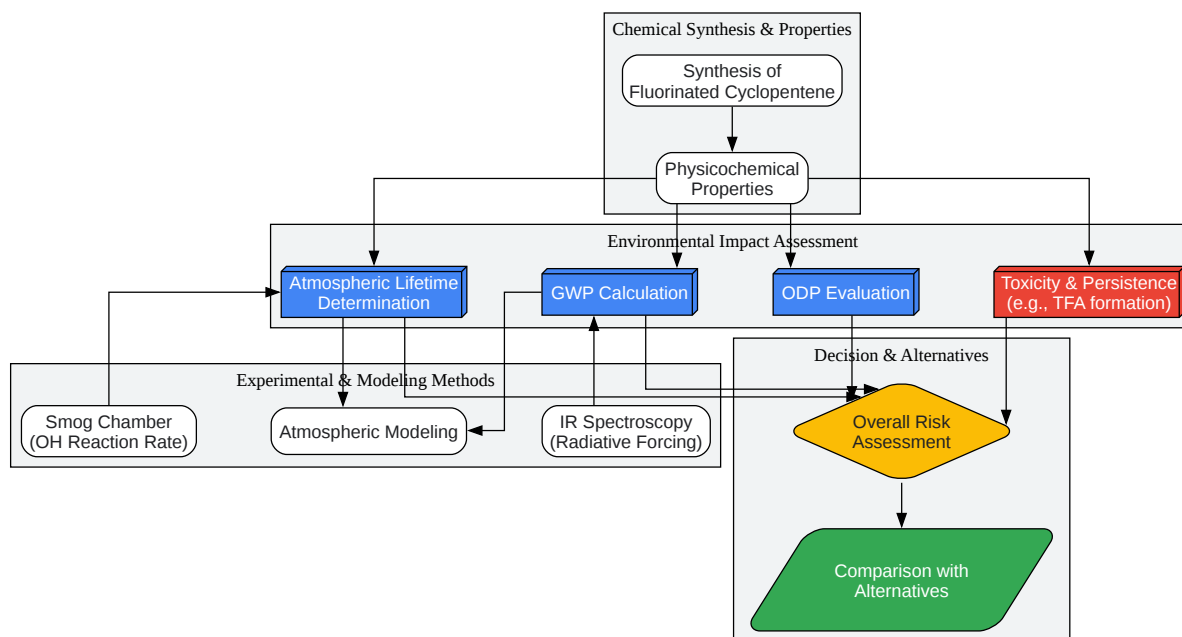 Chemical Synthesis & Properties
Synthesis of
Fluorinated Cyclopentene
Physicochemical
Properties
Environmental Impact Assessment
Atmospheric Lifetime
Determination
GWP Calculation
ODP Evaluation
Toxicity & Persistence
(e.g., TFA formation)
Experimental & Modeling Methods
Smog Chamber
(OH Reaction Rate)
Atmospheric Modeling
IR Spectroscopy
(Radiative Forcing)
Decision & Alternatives
Overall Risk
Assessment
Comparison with
Alternatives